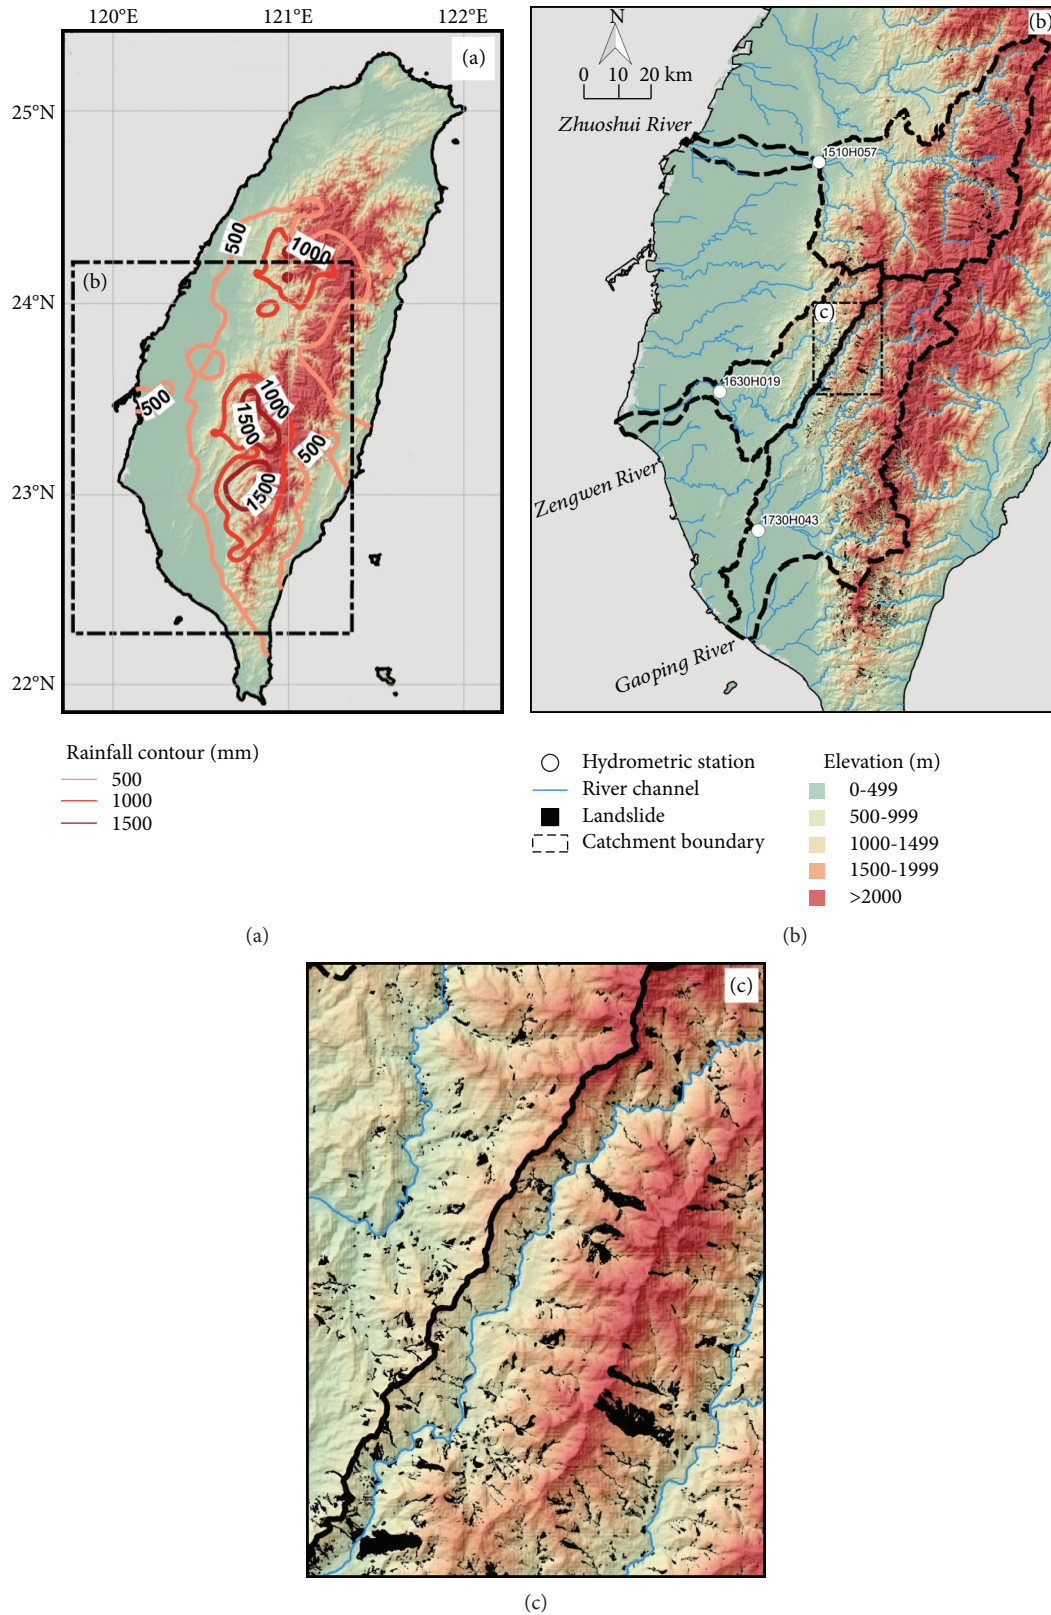 120°E 121°E 122°E
(a)
25°N
24°N
23°N
22°N
500
1000
(b)
500
1000
1500
500
1500
Rainfall contour (mm)
500
1000
1500
(a)
(b)
N
0 10 20 km
Zhuoshui River
1510H057
(c)
1630H019
Zengwen River
1730H043
Gaoping River
Hydrometric station
River channel
Landslide
Catchment boundary
Elevation (m)
0-499
500-999
1000-1499
1500-1999
>2000
(b)
(c)
(c)